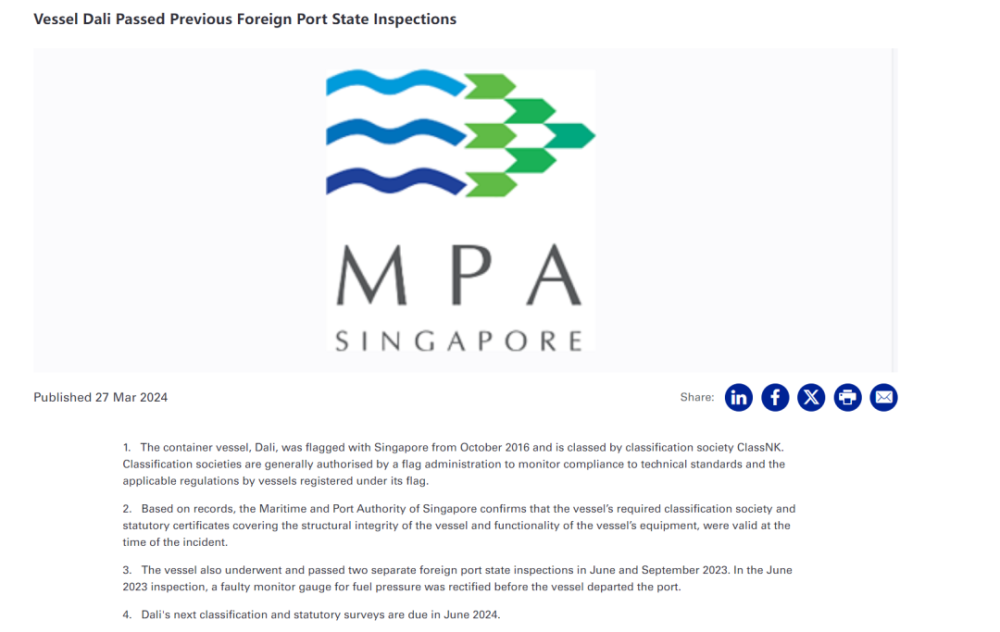 Vessel Dali Passed Previous Foreign Port State Inspections
MPA
SINGAPORE
Published 27 Mar 2024
Share:
1. The container vessel, Dali, was flagged with Singapore from October 2016 and is classed by classification society ClassNK.
Classification societies are generally authorised by a flag administration to monitor compliance to technical standards and the
applicable regulations by vessels registered under its flag.
2. Based on records, the Maritime and Port Authority of Singapore confirms that the vessel's required classification society and
statutory certificates covering the structural integrity of the vessel and functionality of the vessel's equipment, were valid at the
time of the incident.
3. The vessel also underwent and passed two separate foreign port state inspections in June and September 2023. In the June
2023 inspection, a faulty monitor gauge for fuel pressure was rectified before the vessel departed the port.
4. Dali's next classification and statutory surveys are due in June 2024.